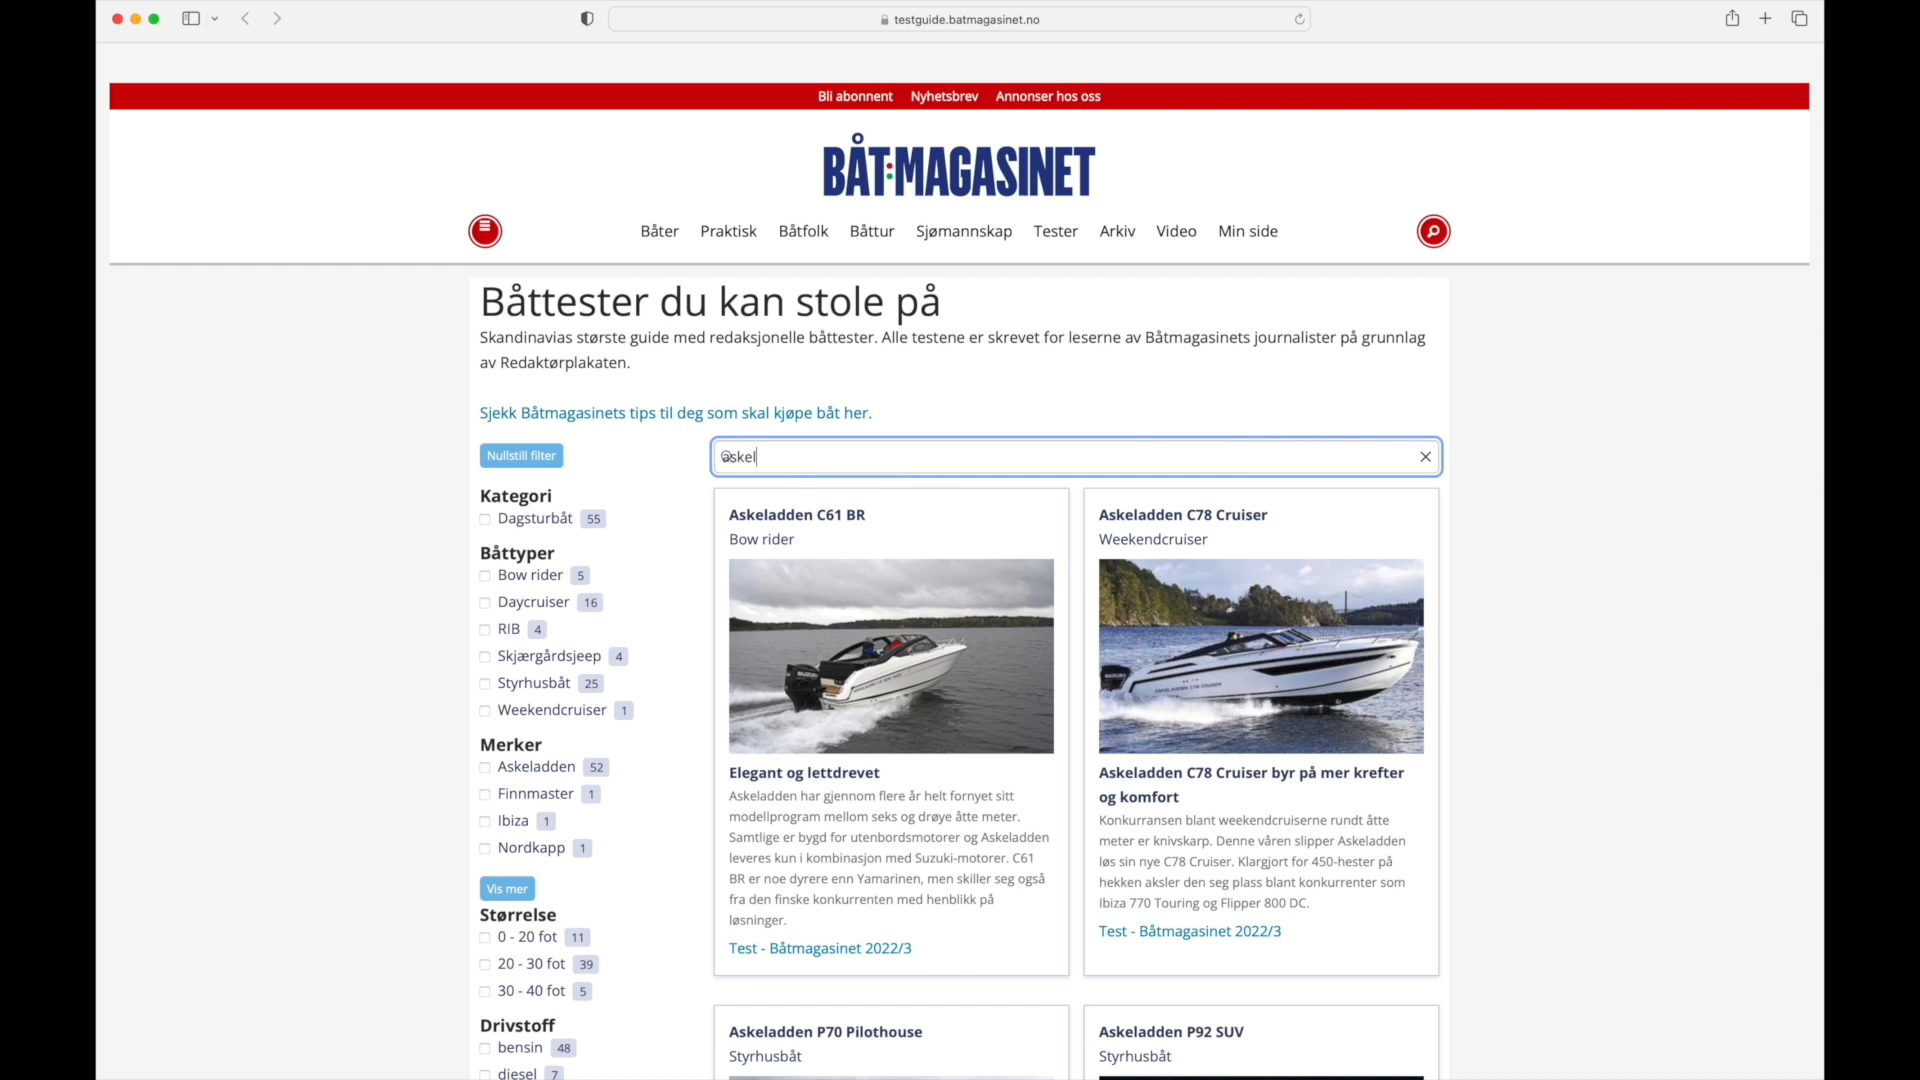 testguide.batmagasinet.no
Bli abonnent Nyhetsbrev Annonser hos oss
BÅTMAGASINET
Båter Praktisk Båtfolk Båttur Sjømannskap Tester Arkiv Video Min side
Båttester du kan stole på
Skandinavias største guide med redaksjonelle båttester. Alle testene er skrevet for leserne av Båtmagasinets journalister på grunnlag
av Redaktørplakaten.
Sjekk Båtmagasinets tips til deg som skal kjøpe båt her.
Nullstill filter
askel
Kategori
Dagsturbåt 55
Båttyper
Bow rider 5
Daycruiser 16
RIB 4
Skjærgårdsjeep 4
Styrhusbåt 25
Weekendcruiser 1
Merker
Askeladden 52
Finnmaster 1
Ibiza 1
Nordkapp 1
Vis mer
Størrelse
0 - 20 fot 11
20 - 30 fot 39
30 - 40 fot 5
Drivstoff
bensin 48
diesel 7
Askeladden C61 BR
Bow rider
Elegant og lettdrevet
Askeladden har gjennom flere år helt fornyet sitt
modellprogram mellom seks og drøye åtte meter.
Samtlige er bygd for utenbordsmotorer og Askeladden
leveres kun i kombinasjon med Suzuki-motorer. C61
BR er noe dyrere enn Yamarinen, men skiller seg også
fra den finske konkurrenten med henblikk på
løsninger.
Test - Båtmagasinet 2022/3
Askeladden C78 Cruiser
Weekendcruiser
ASKELADDEN C78 CRUISER
Askeladden C78 Cruiser byr på mer krefter
og komfort
Konkurransen blant weekendcruiserne rundt åtte
meter er knivskarp. Denne våren slipper Askeladden
løs sin nye C78 Cruiser. Klargjort for 450-hester på
hekken aksler den seg plass blant konkurrenter som
Ibiza 770 Touring og Flipper 800 DC.
Test - Båtmagasinet 2022/3
Askeladden P70 Pilothouse
Styrhusbåt
Askeladden P92 SUV
Styrhusbåt